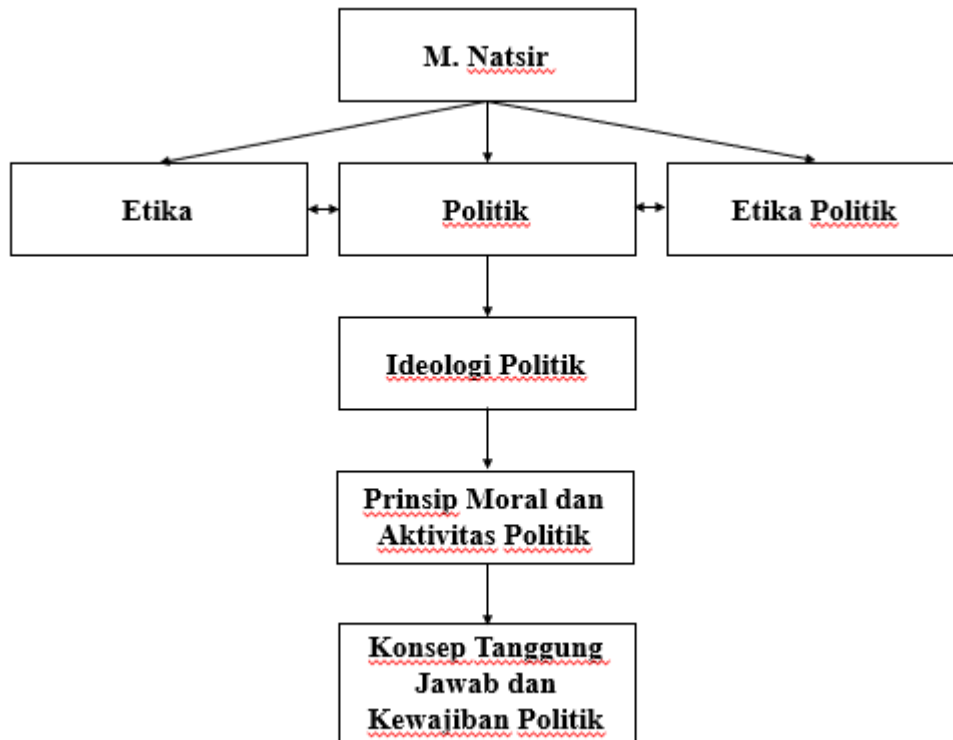 M. Natsir
Etika
Politik
Etika Politik
Ideologi Politik
Prinsip Moral dan
Aktivitas Politik
Konsep Tanggung
Jawab dan
Kewajiban Politik